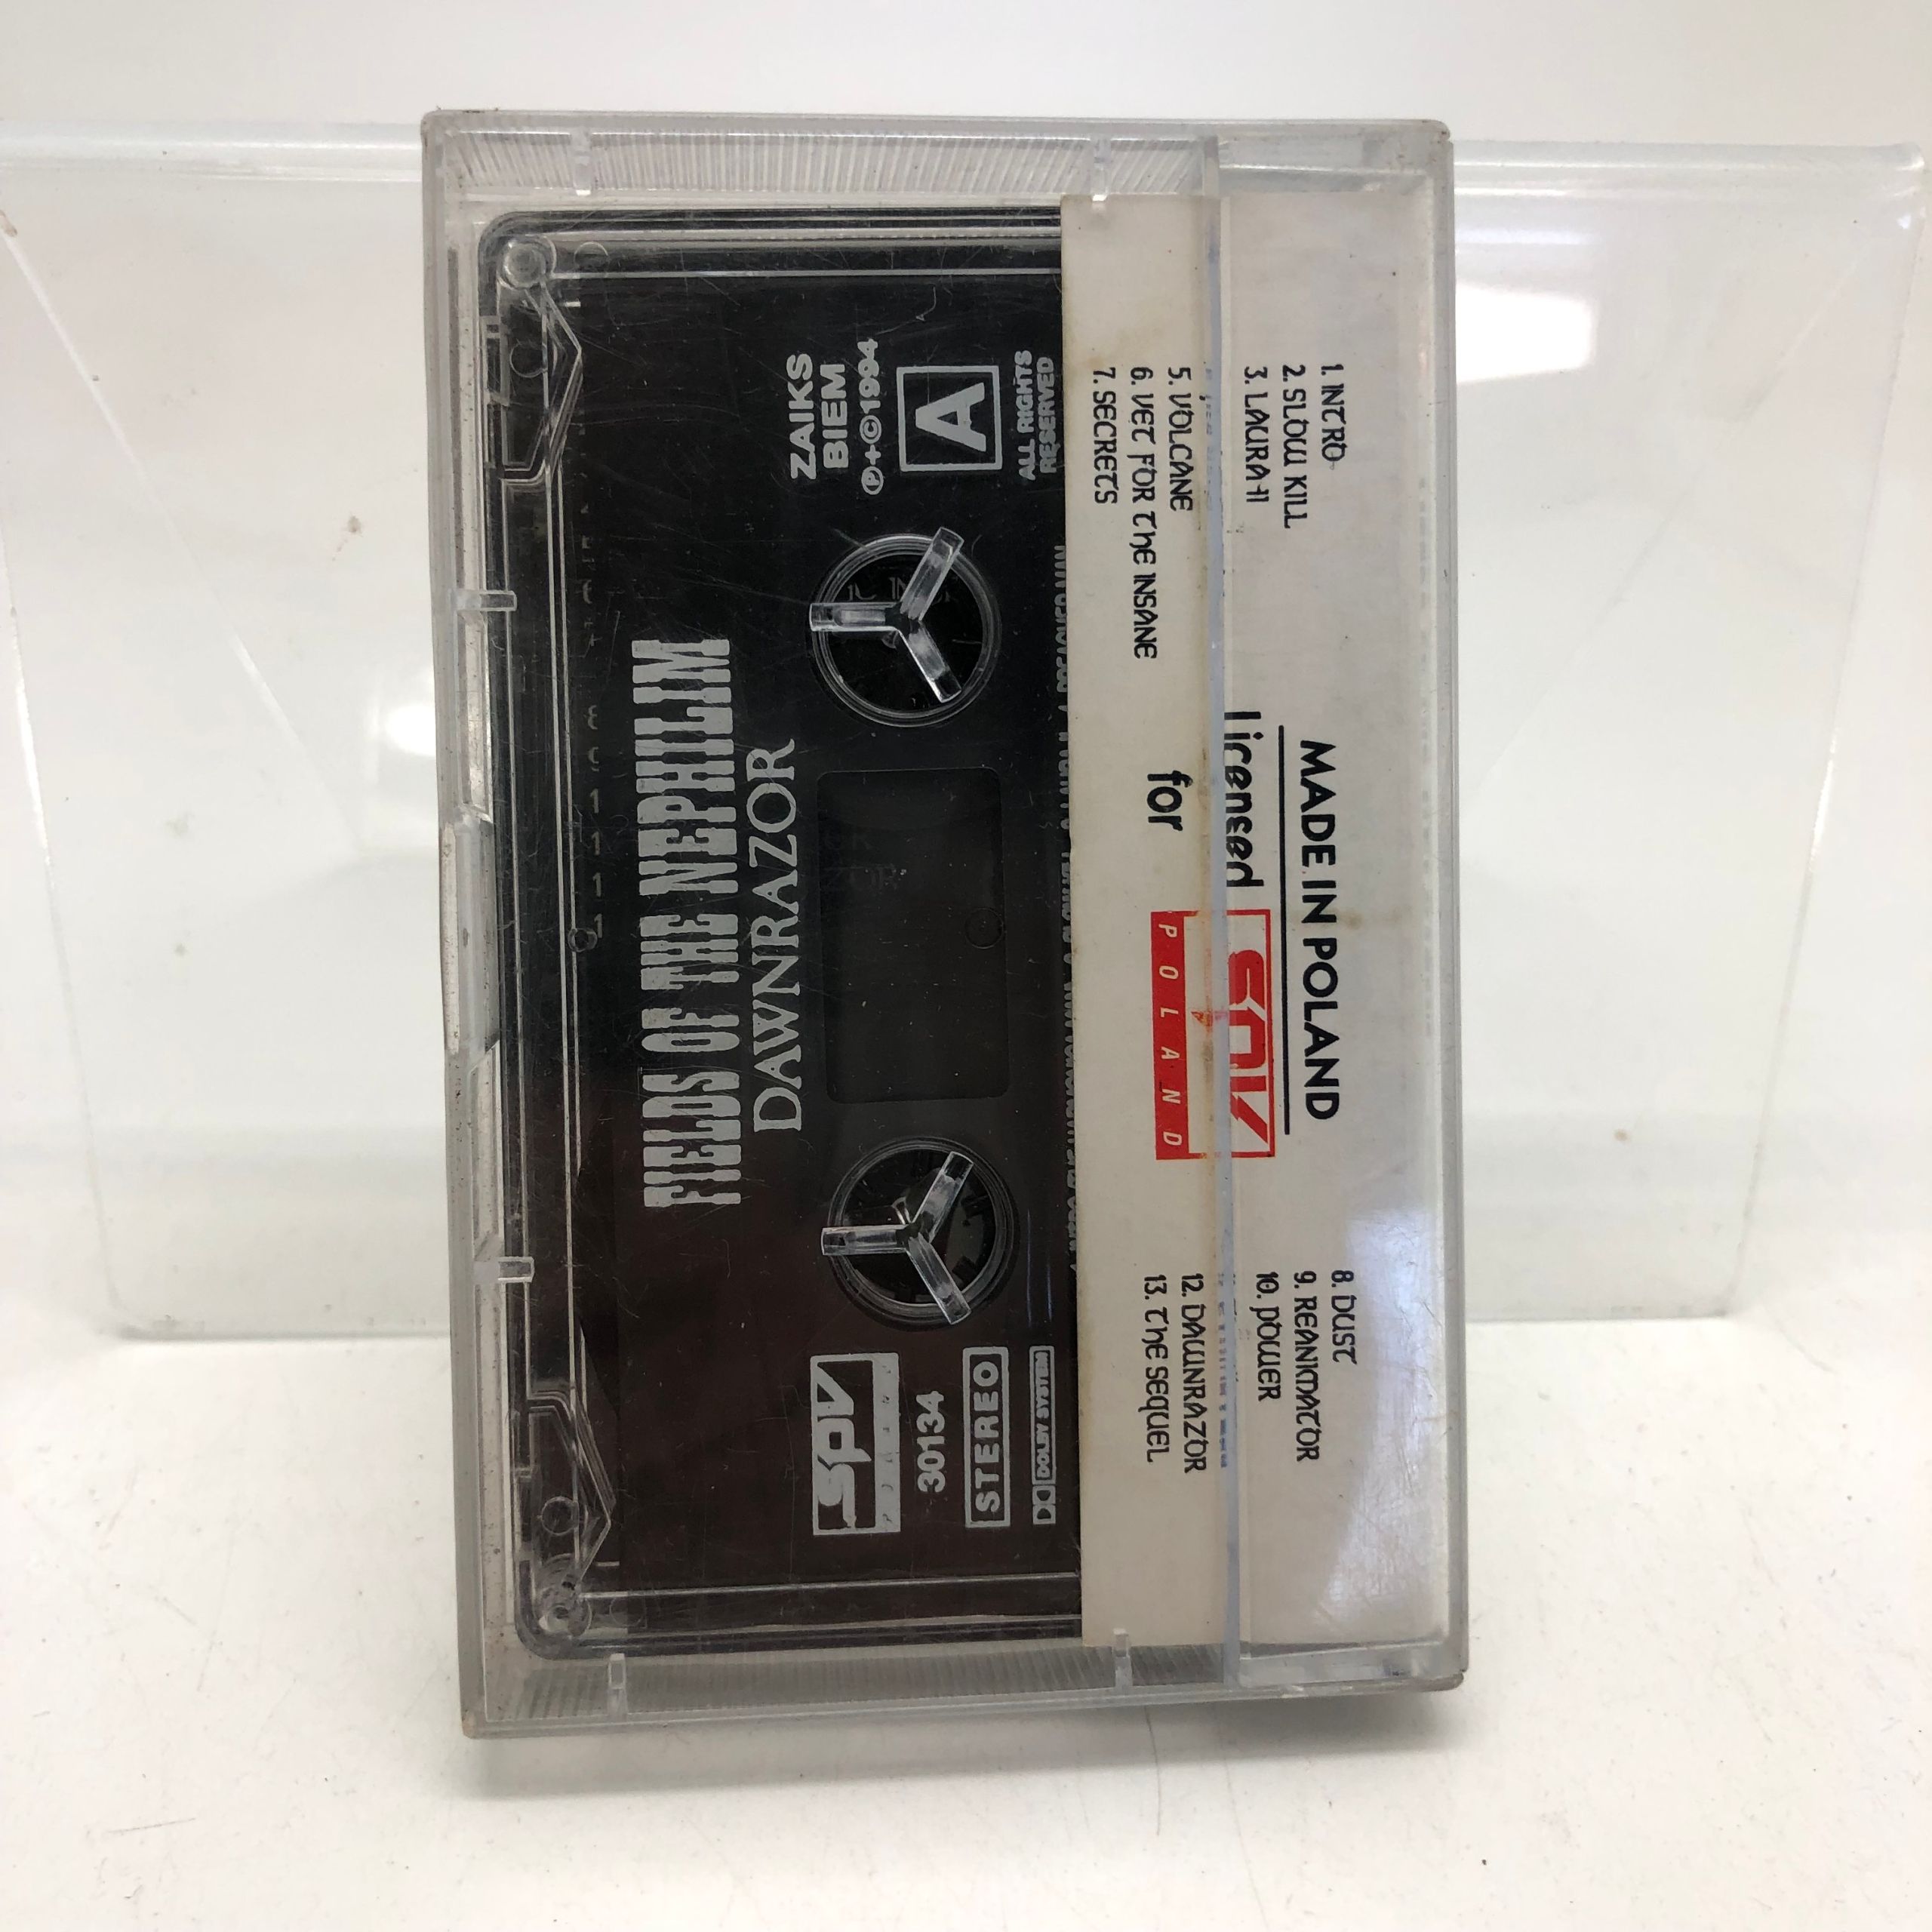 FIELDS OF THE NEPHILIM
DAWNRAZOR
ZAIKS
BIEM
℗+©1994
A
ALL RIGHTS
RESERVED
SPV
30134
STEREO
DOLBY SYSTEM
1. INTRO
2. SLOW KILL
3. LAURA II
5. VOLCANE
6. VET FOR THE INSANE
7. SECRETS
MADE IN POLAND
Licensed
for
SPV
POLAND
8. DUST
9. REANIMATOR
10. POWER
12. DAWNRAZOR
13. THE SEQUEL